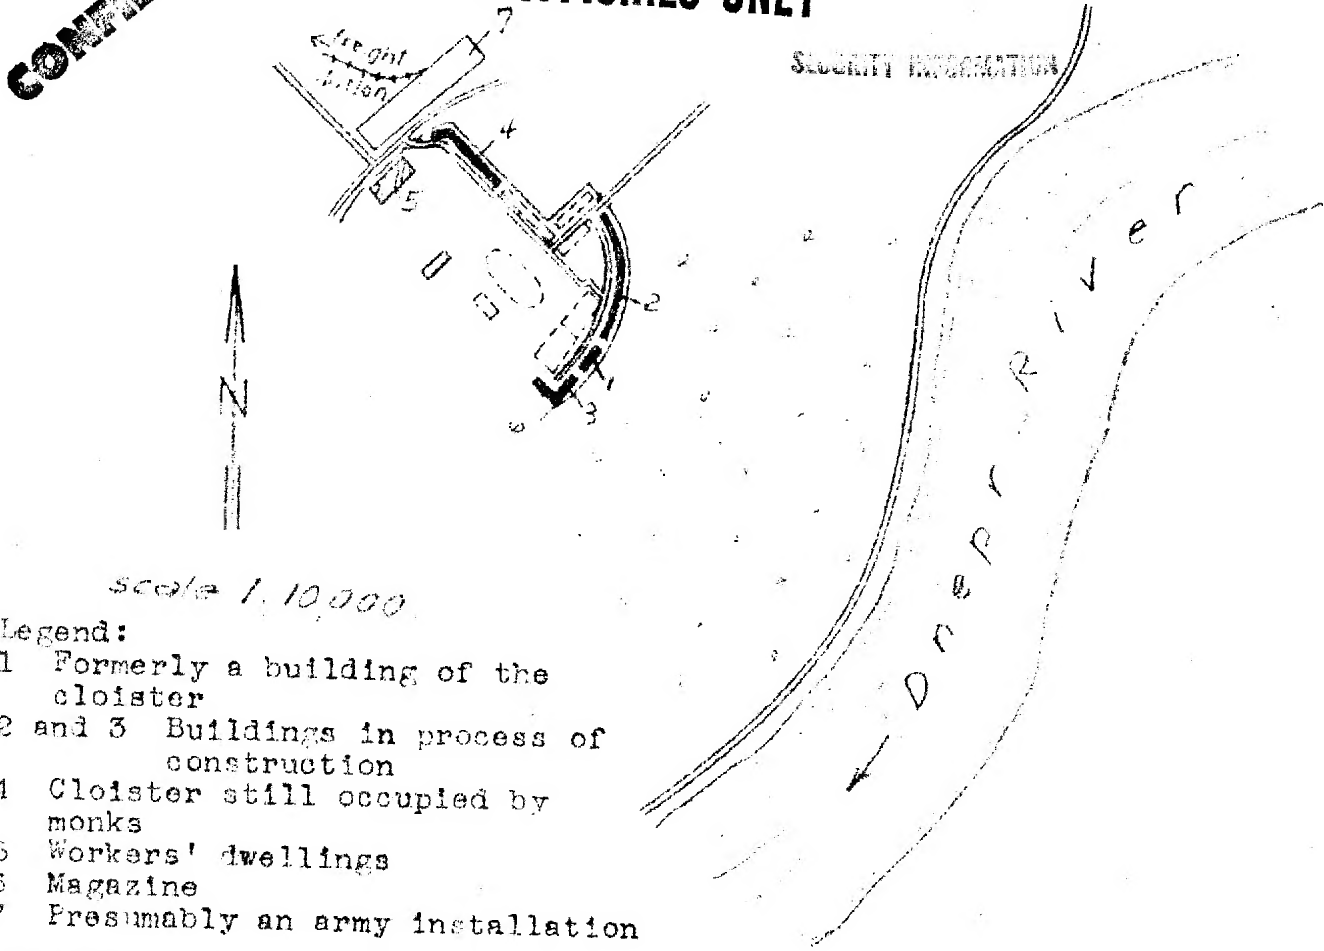 ONLY
SECURITY INFORMATION
7
freight
4
5
2
1
3
N
Dnepr River
scale 1:10,000
Legend:
1 Formerly a building of the
cloister
2 and 3 Buildings in process of
construction
4 Cloister still occupied by
monks
5 Workers' dwellings
6 Magazine
7 Presumably an army installation